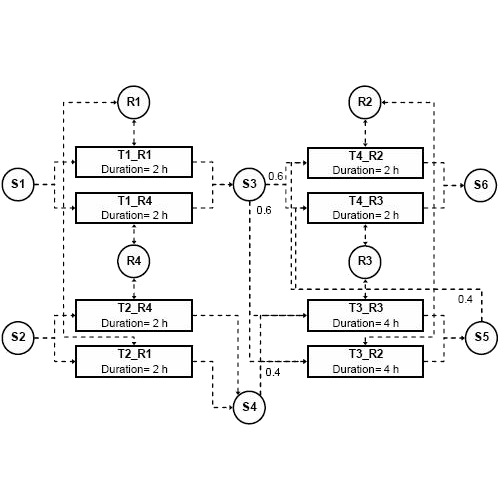 R1
R2
T1_R1
Duration= 2 h
T4_R2
Duration= 2 h
S1
S3
0.6
S6
T1_R4
Duration= 2 h
0.6
T4_R3
Duration= 2 h
R4
R3
0.4
T2_R4
Duration= 2 h
T3_R3
Duration= 4 h
S2
S5
T2_R1
Duration= 2 h
T3_R2
Duration= 4 h
0.4
S4